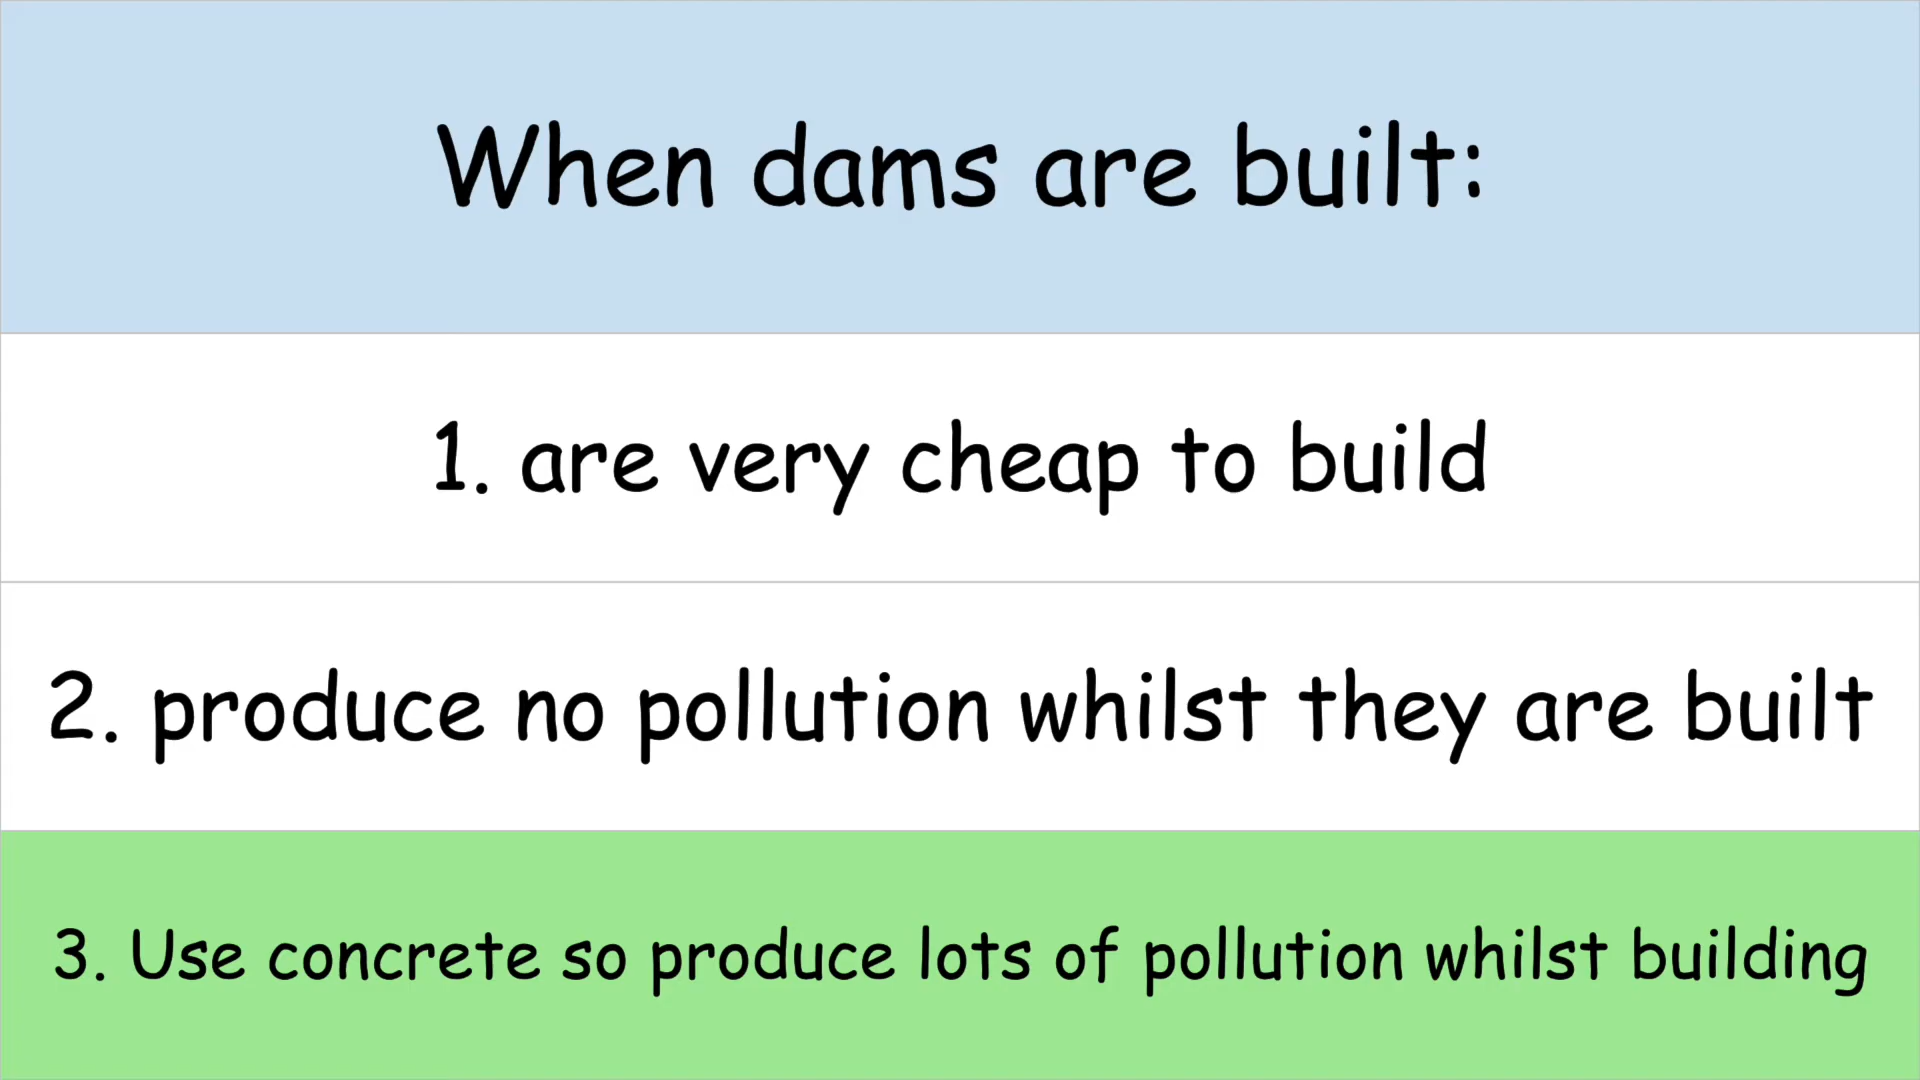 When dams are built:
1. are very cheap to build
2. produce no pollution whilst they are built
3. Use concrete so produce lots of pollution whilst building